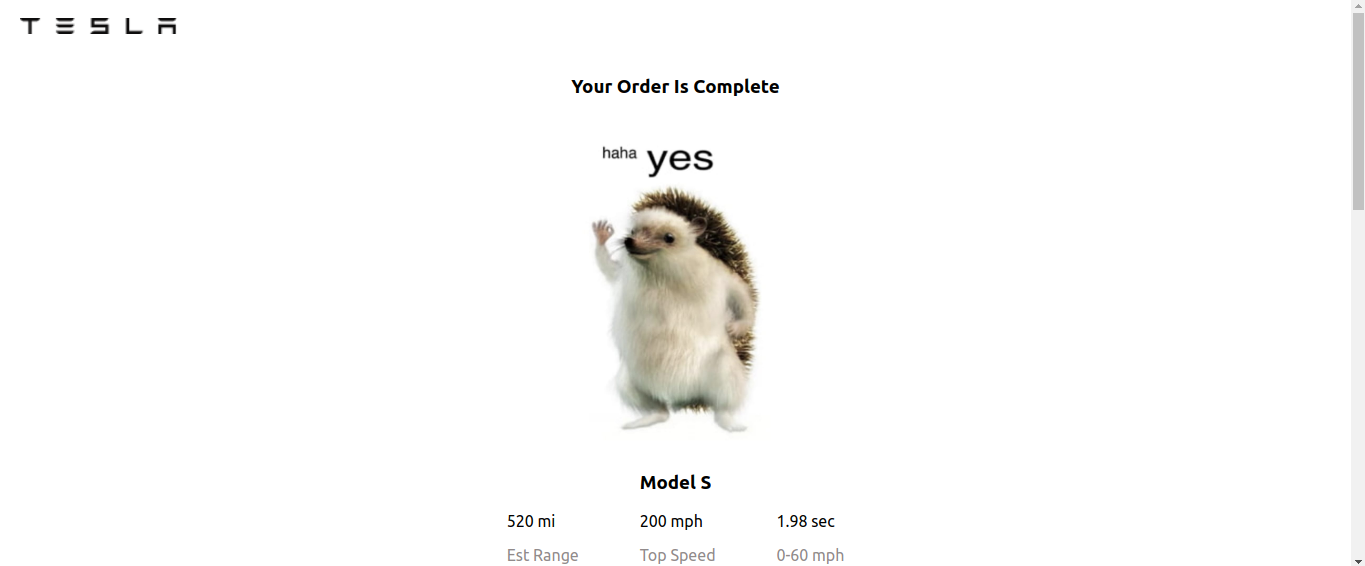 TESLA
Your Order Is Complete
haha yes
Model S
520 mi 200 mph 1.98 sec
Est Range Top Speed 0-60 mph